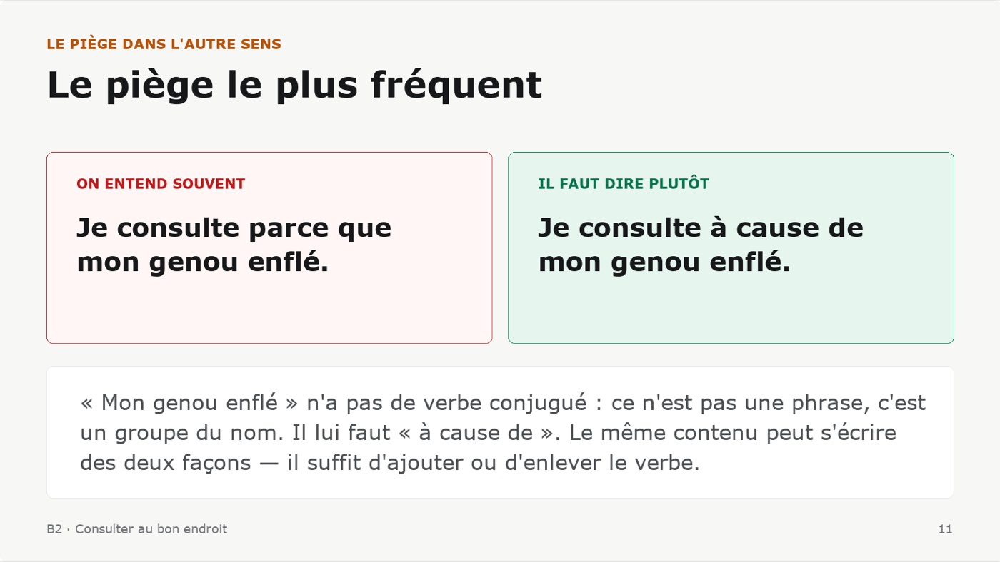 LE PIÈGE DANS L'AUTRE SENS
Le piège le plus fréquent
ON ENTEND SOUVENT
Je consulte parce que
mon genou enflé.
IL FAUT DIRE PLUTÔT
Je consulte à cause de
mon genou enflé.
« Mon genou enflé » n'a pas de verbe conjugué : ce n'est pas une phrase, c'est
un groupe du nom. Il lui faut « à cause de ». Le même contenu peut s'écrire
des deux façons — il suffit d'ajouter ou d'enlever le verbe.
B2 · Consulter au bon endroit
11